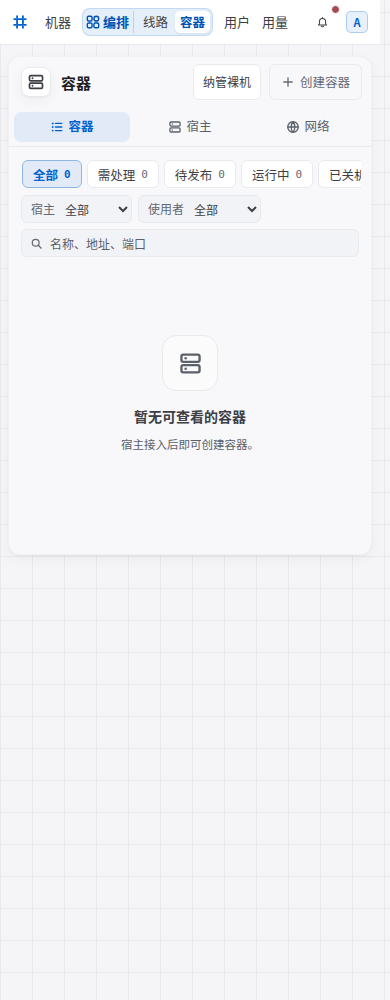 机器 编排 线路 容器 用户 用量 A
容器 纳管裸机 创建容器
容器 宿主 网络
全部 0 需处理 0 待发布 0 运行中 0 已关
宿主 全部 使用者 全部
名称、地址、端口
暂无可查看的容器
宿主接入后即可创建容器。